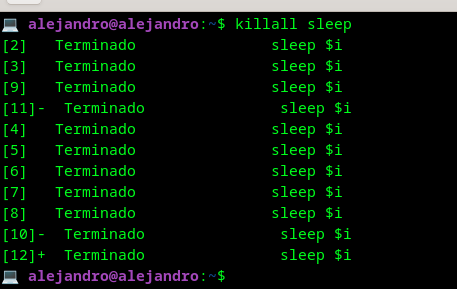 💻 alejandro@alejandro:~$ killall sleep
[2]   Terminado               sleep $i
[3]   Terminado               sleep $i
[9]   Terminado               sleep $i
[11]-  Terminado               sleep $i
[4]   Terminado               sleep $i
[5]   Terminado               sleep $i
[6]   Terminado               sleep $i
[7]   Terminado               sleep $i
[8]   Terminado               sleep $i
[10]-  Terminado               sleep $i
[12]+  Terminado               sleep $i
💻 alejandro@alejandro:~$